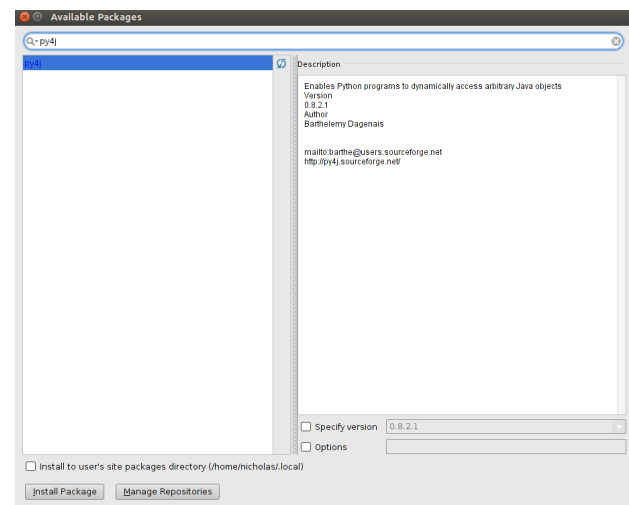 Available Packages
py4j
py4j
Description
Enables Python programs to dynamically access arbitrary Java objects
Version
0.8.2.1
Author
Barthelemy Dagenais
mailto:barthe@users.sourceforge.net
http://py4j.sourceforge.net/
Specify version 0.8.2.1
Options
Install to user's site packages directory (/home/nicholas/.local)
Install Package Manage Repositories